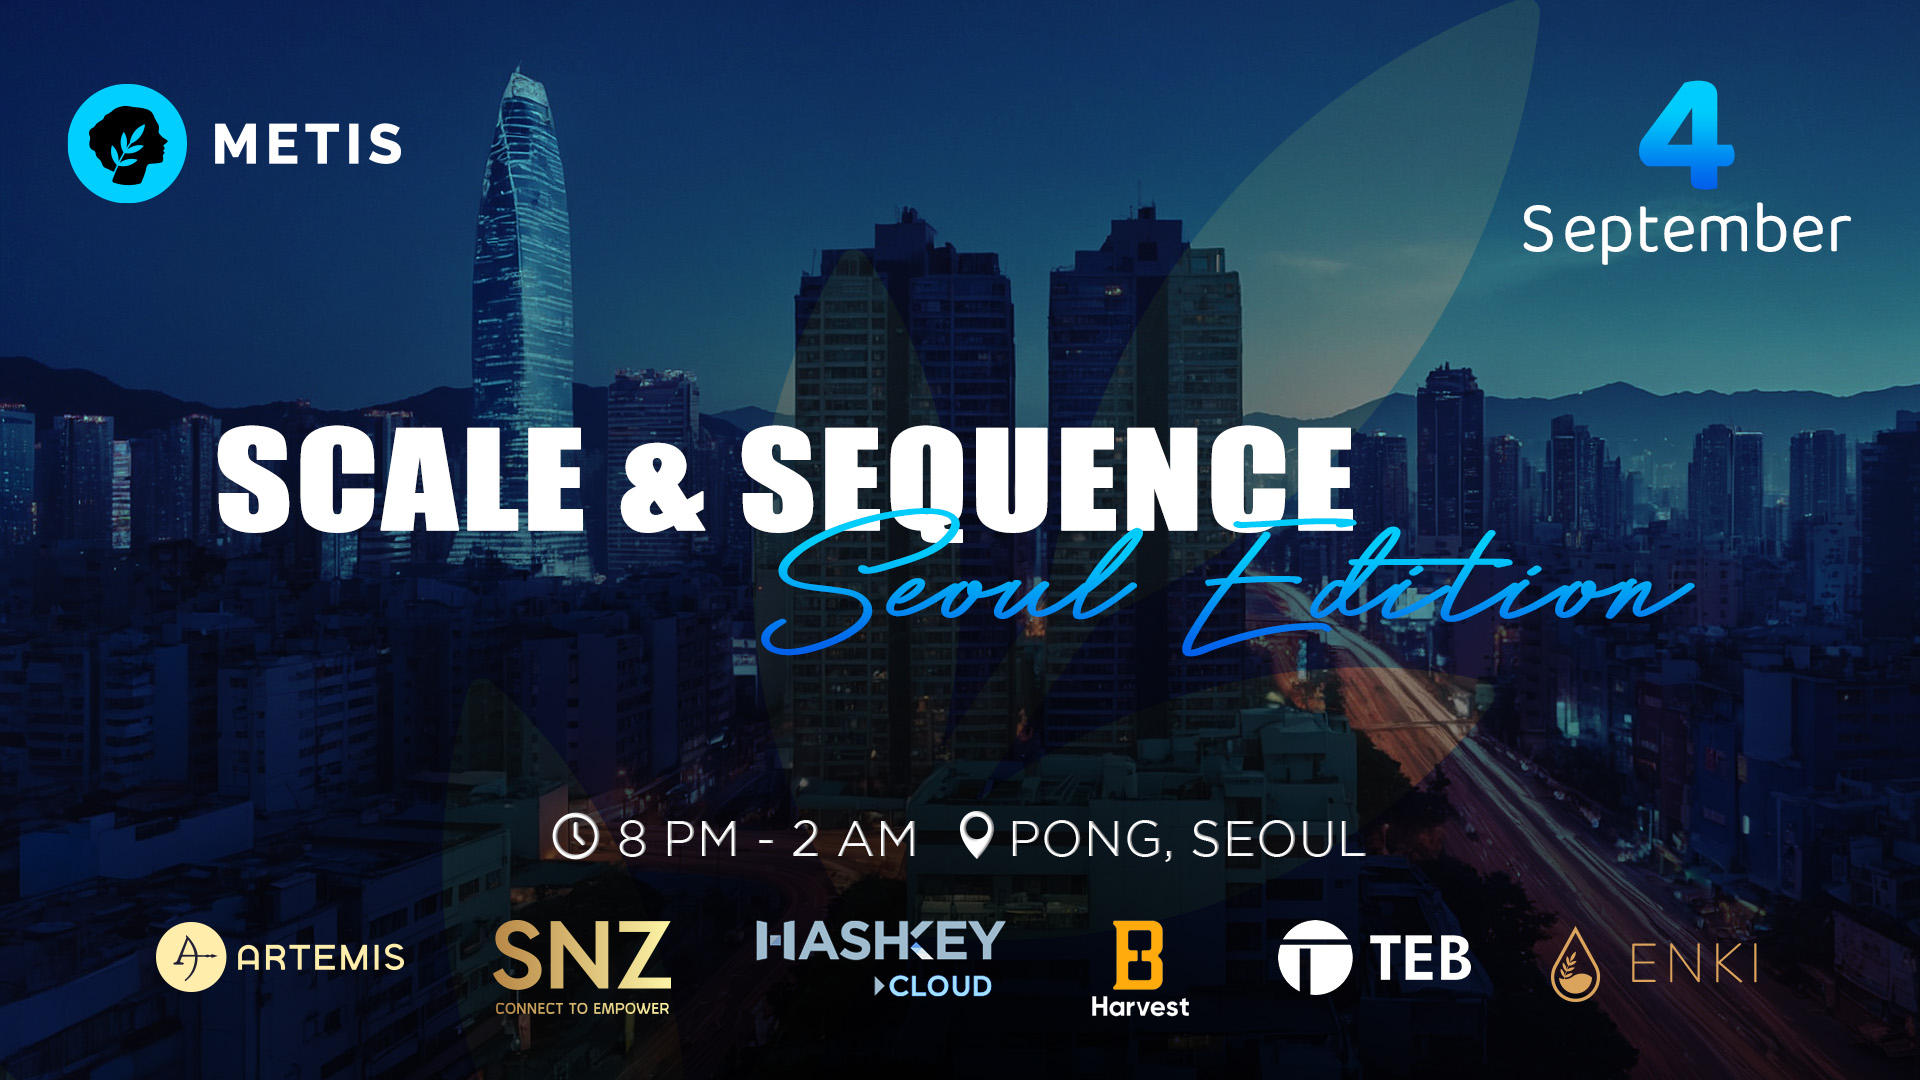 METIS
4
September
SCALE & SEQUENCE
Seoul Edition
8 PM - 2 AM PONG, SEOUL
ARTEMIS
SNZ
CONNECT TO EMPOWER
HASHKEY
CLOUD
B
Harvest
TEB
ENKI